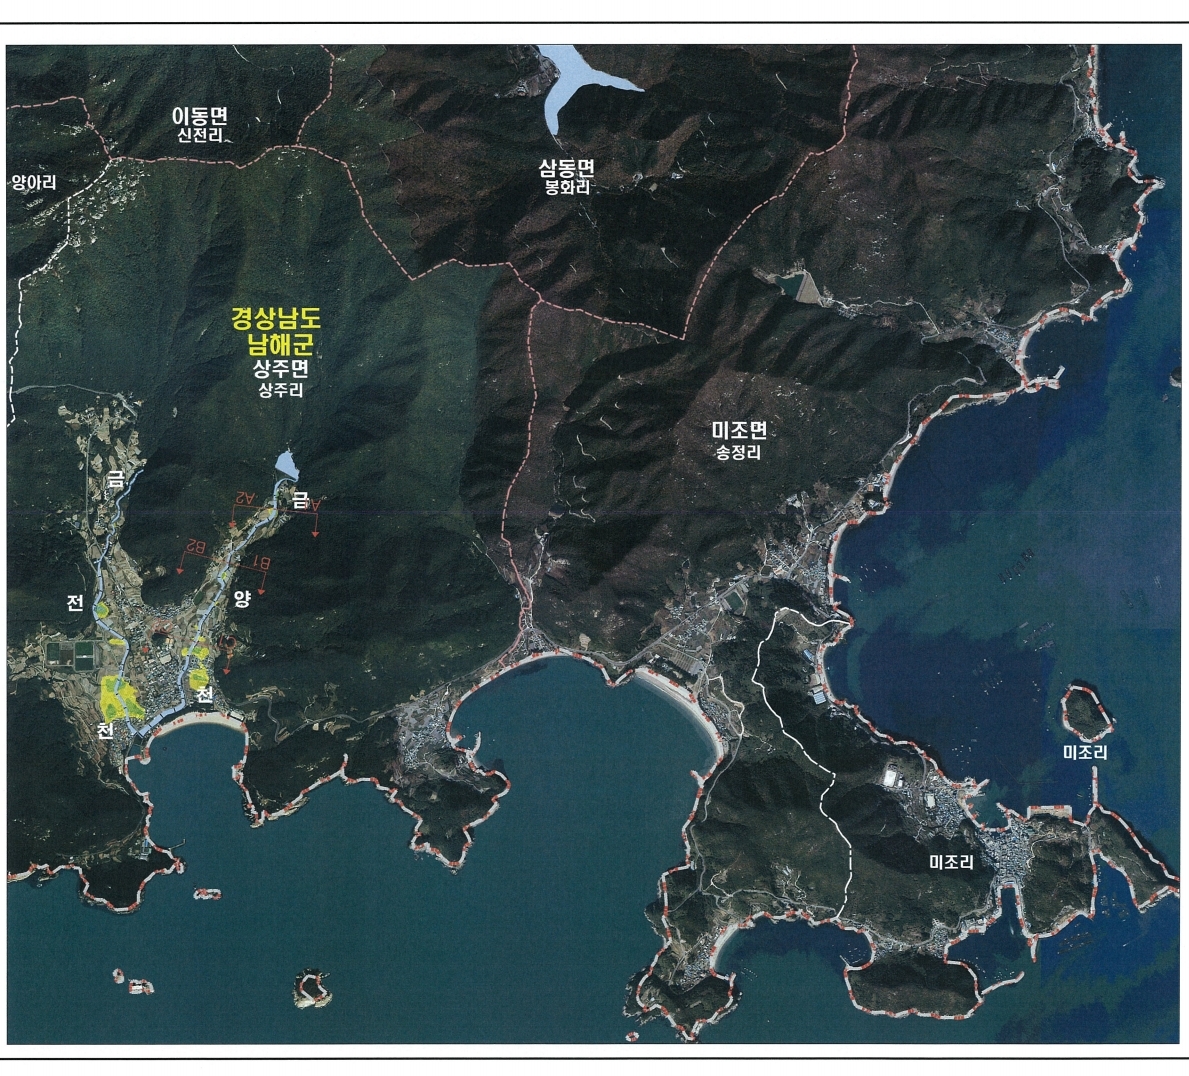 이동면
신전리
양아리
삼동면
봉화리
경상남도
남해군
상주면
상주리
미조면
송정리
금
금
A2
A1
B2
B1
전
양
천
천
미조리
미조리